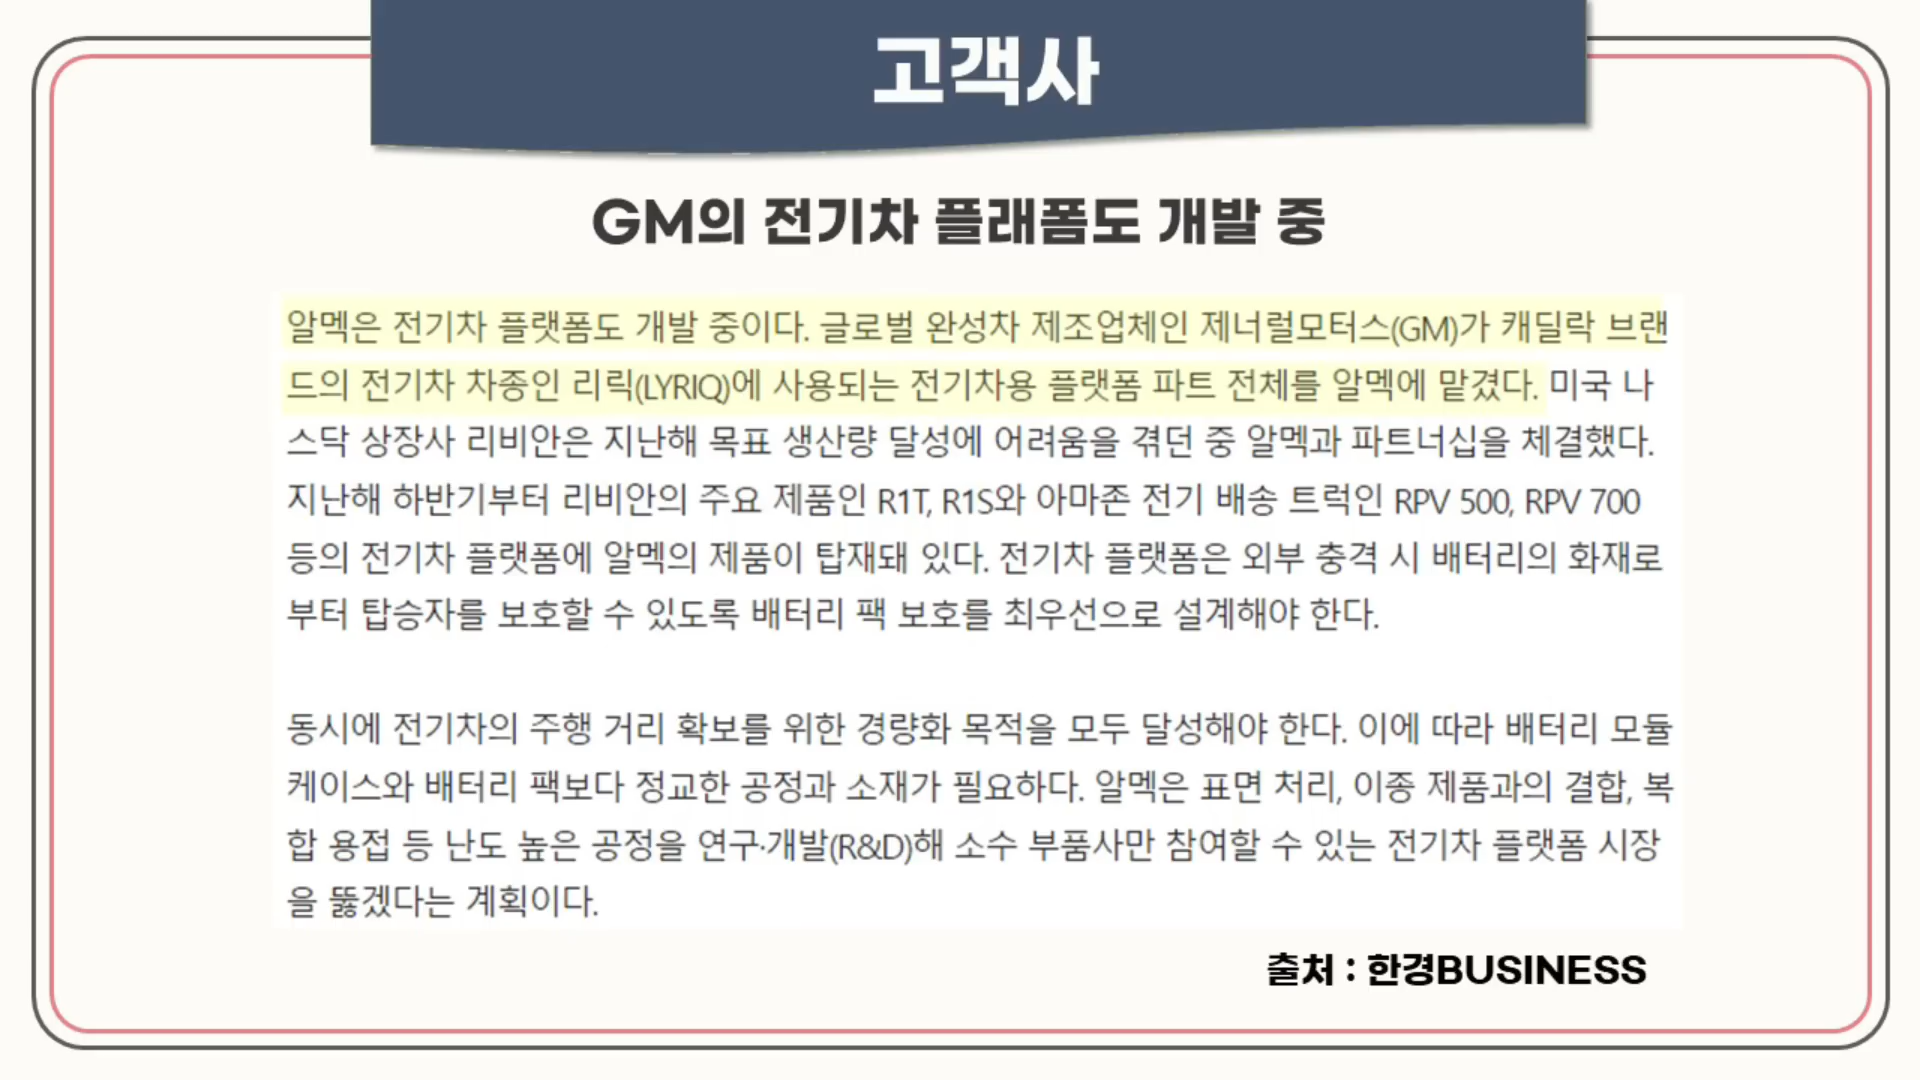 고객사
GM의 전기차 플래폼도 개발 중
알멕은 전기차 플랫폼도 개발 중이다. 글로벌 완성차 제조업체인 제너럴모터스(GM)가 캐딜락 브랜
드의 전기차 차종인 리릭(LYRIQ)에 사용되는 전기차용 플랫폼 파트 전체를 알멕에 맡겼다. 미국 나
스닥 상장사 리비안은 지난해 목표 생산량 달성에 어려움을 겪던 중 알멕과 파트너십을 체결했다.
지난해 하반기부터 리비안의 주요 제품인 R1T, R1S와 아마존 전기 배송 트럭인 RPV 500, RPV 700
등의 전기차 플랫폼에 알멕의 제품이 탑재돼 있다. 전기차 플랫폼은 외부 충격 시 배터리의 화재로
부터 탑승자를 보호할 수 있도록 배터리 팩 보호를 최우선으로 설계해야 한다.
동시에 전기차의 주행 거리 확보를 위한 경량화 목적을 모두 달성해야 한다. 이에 따라 배터리 모듈
케이스와 배터리 팩보다 정교한 공정과 소재가 필요하다. 알멕은 표면 처리, 이종 제품과의 결합, 복
합 용접 등 난도 높은 공정을 연구·개발(R&D)해 소수 부품사만 참여할 수 있는 전기차 플랫폼 시장
을 뚫겠다는 계획이다.
출처 : 한경BUSINESS